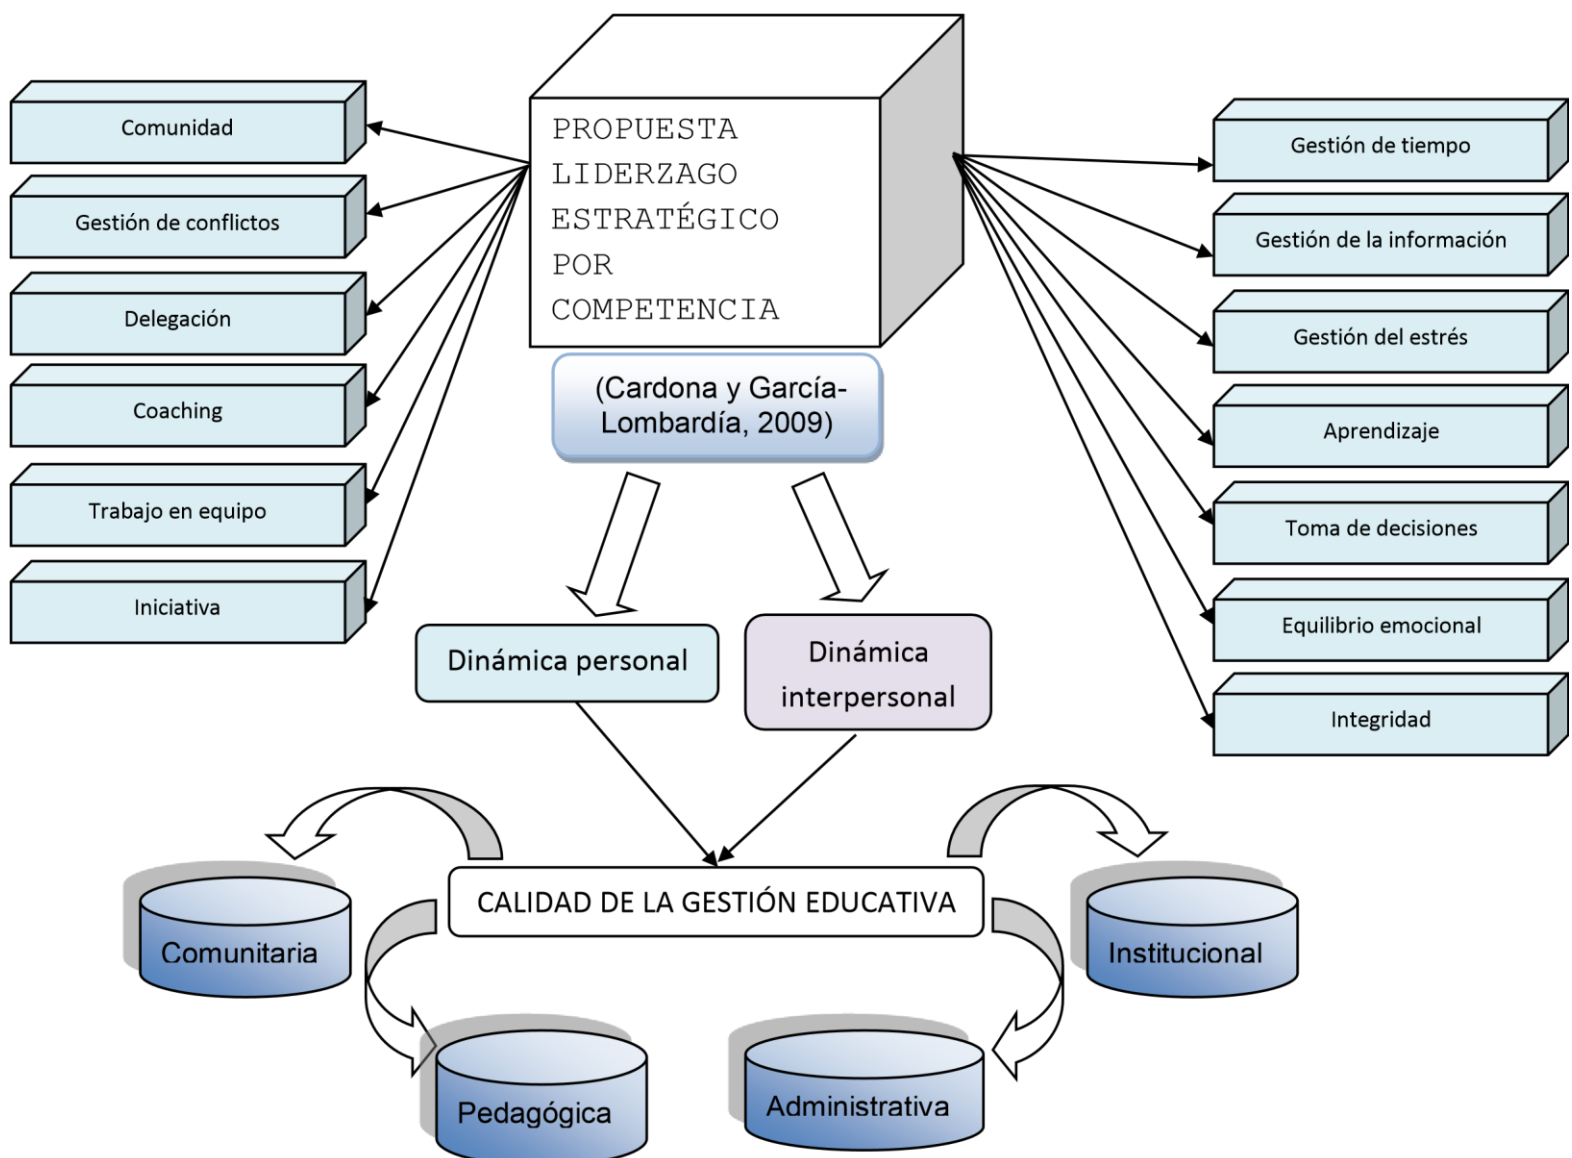 PROPUESTA
LIDERZAGO
ESTRATÉGICO
POR
COMPETENCIA
(Cardona y García-
Lombardía, 2009)
Comunidad
Gestión de conflictos
Delegación
Coaching
Trabajo en equipo
Iniciativa
Gestión de tiempo
Gestión de la información
Gestión del estrés
Aprendizaje
Toma de decisiones
Equilibrio emocional
Integridad
Dinámica personal
Dinámica
interpersonal
CALIDAD DE LA GESTIÓN EDUCATIVA
Comunitaria
Institucional
Pedagógica
Administrativa